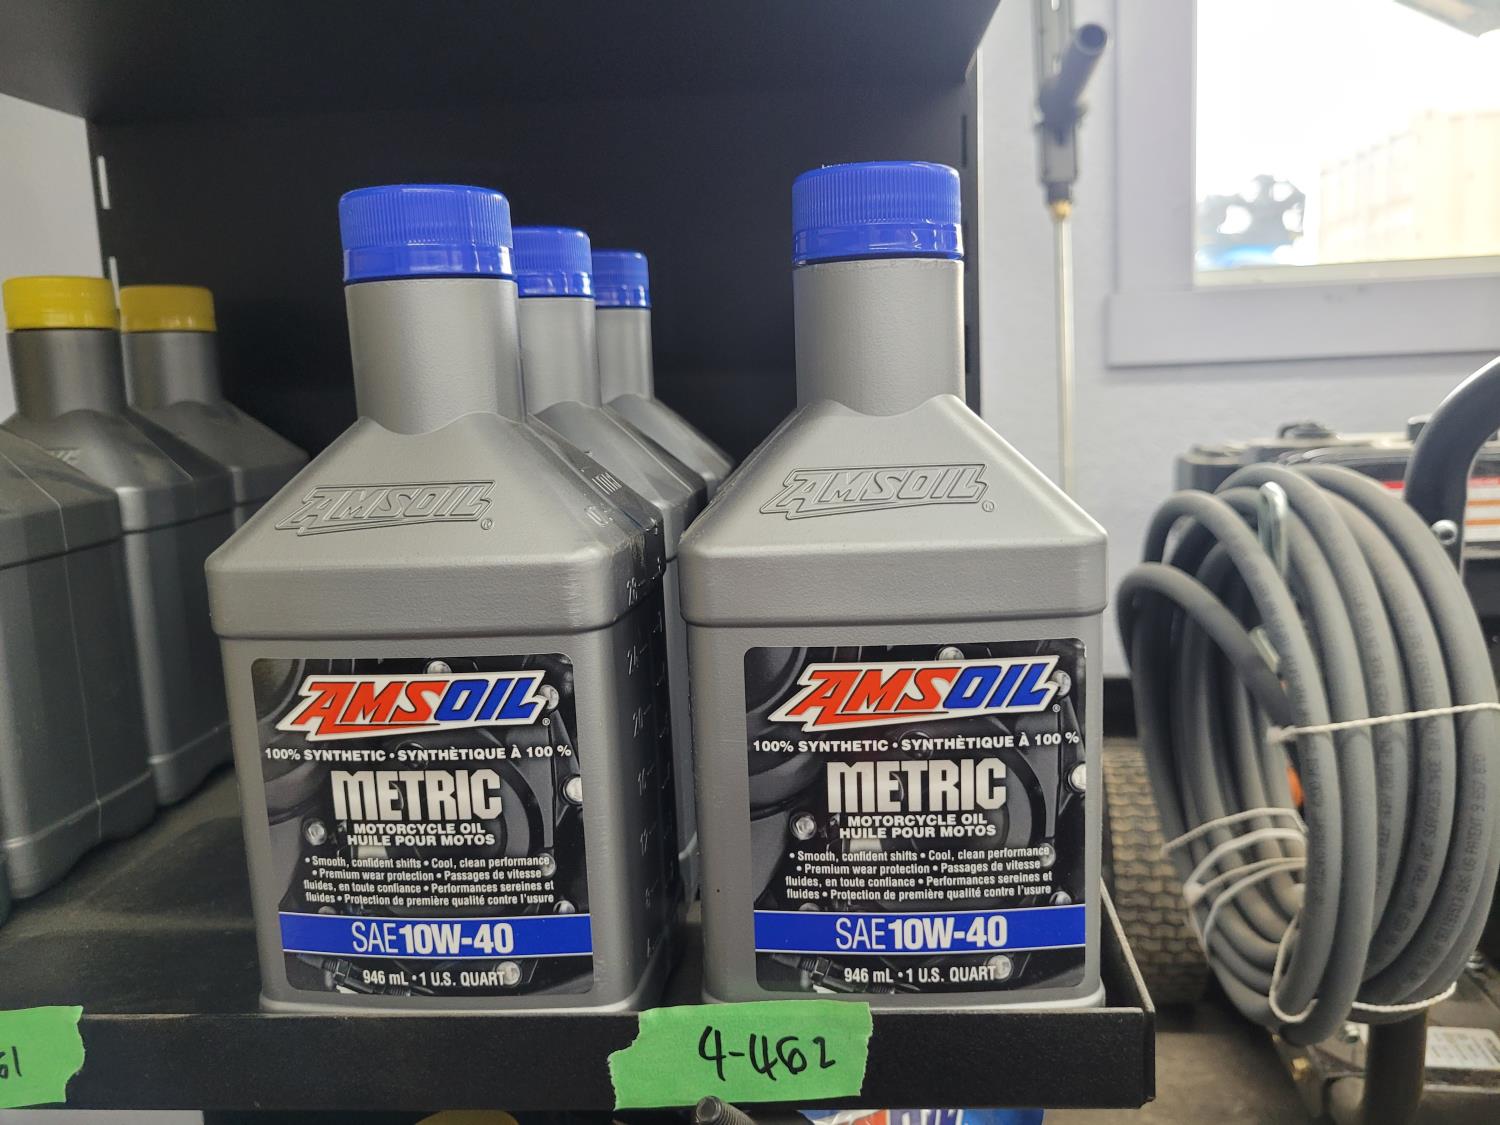 AMSOIL®
AMSOIL®
AMSOIL®
100% SYNTHETIC • SYNTHÈTIQUE À 100 %
METRIC
MOTORCYCLE OIL
HUILE POUR MOTOS
• Smooth, confident shifts • Cool, clean performance
• Premium wear protection • Passages de vitesse
fluides, en toute confiance • Performances sereines et
fluides • Protection de première qualité contre l'usure
SAE 10W-40
946 mL • 1 U.S. QUART
AMSOIL®
100% SYNTHETIC • SYNTHÈTIQUE À 100 %
METRIC
MOTORCYCLE OIL
HUILE POUR MOTOS
• Smooth, confident shifts • Cool, clean performance
• Premium wear protection • Passages de vitesse
fluides, en toute confiance • Performances sereines et
fluides • Protection de première qualité contre l'usure
SAE 10W-40
946 mL • 1 U.S. QUART
4-462